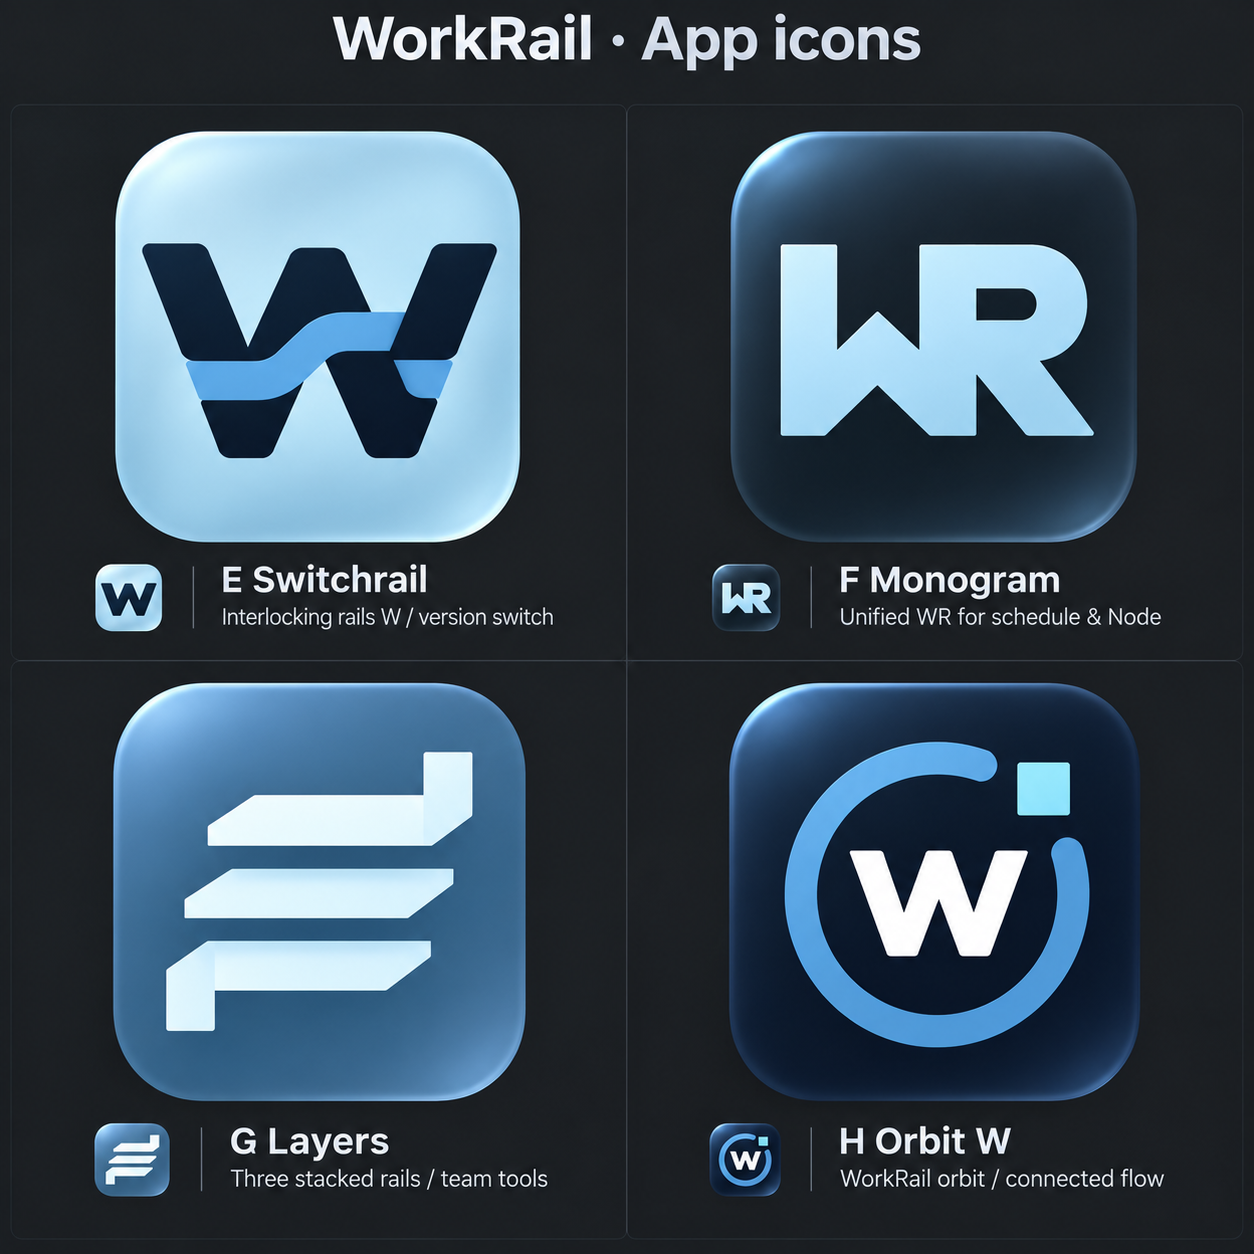 WorkRail · App icons
W
WR
W
E Switchrail
Interlocking rails W / version switch
WR
F Monogram
Unified WR for schedule & Node
W
G Layers
Three stacked rails / team tools
W
H Orbit W
WorkRail orbit / connected flow